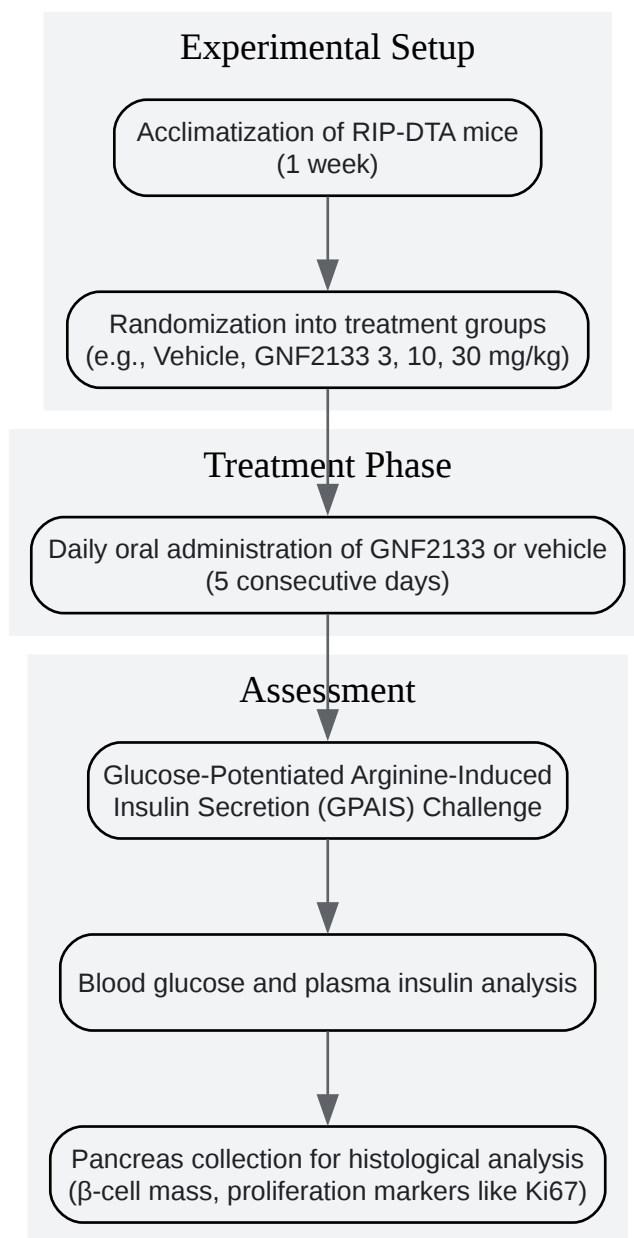 Experimental Setup
Acclimatization of RIP-DTA mice
(1 week)
Randomization into treatment groups
(e.g., Vehicle, GNF2133 3, 10, 30 mg/kg)
Treatment Phase
Daily oral administration of GNF2133 or vehicle
(5 consecutive days)
Assessment
Glucose-Potentiated Arginine-Induced
Insulin Secretion (GPAIS) Challenge
Blood glucose and plasma insulin analysis
Pancreas collection for histological analysis
(β-cell mass, proliferation markers like Ki67)